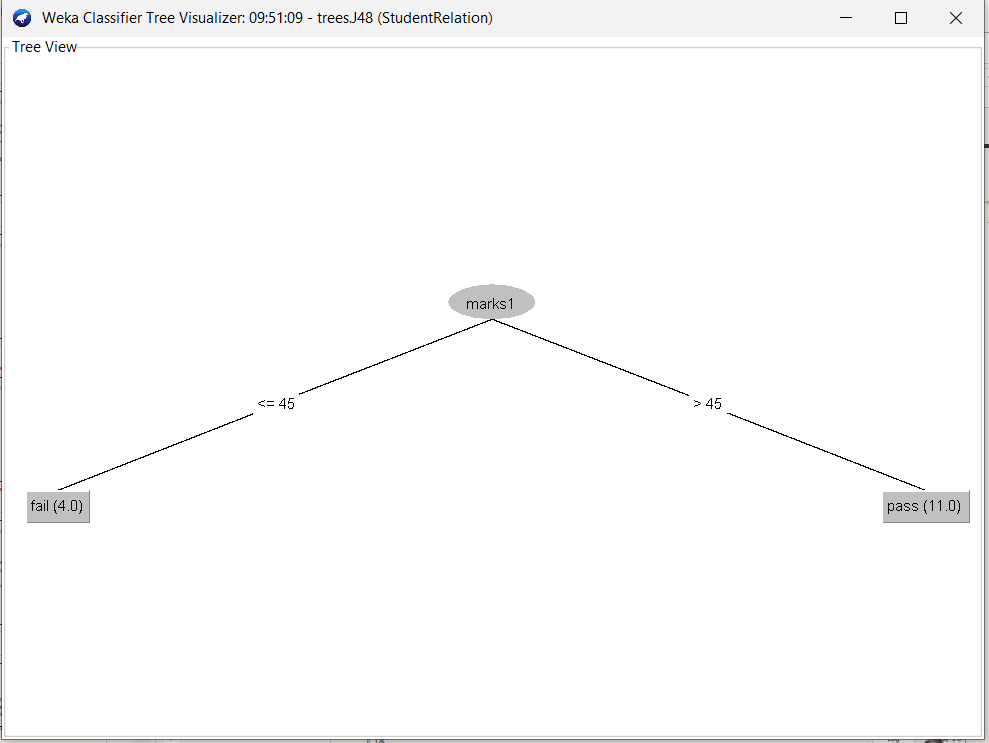 Weka Classifier Tree Visualizer: 09:51:09 - trees.J48 (StudentRelation)
Tree View
marks1
<= 45
> 45
fail (4.0)
pass (11.0)